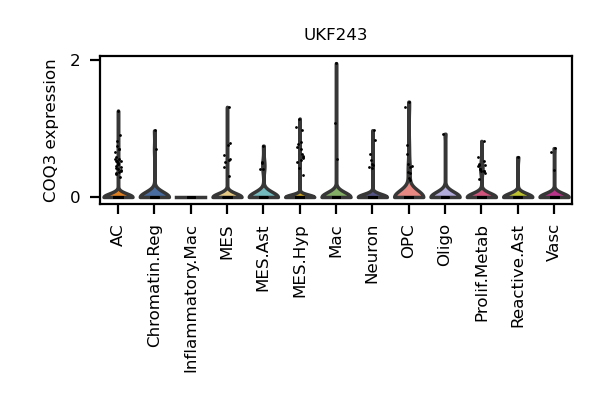 UKF243
COQ3 expression
2
0
AC
Chromatin.Reg
Inflammatory.Mac
MES
MES.Ast
MES.Hyp
Mac
Neuron
OPC
Oligo
Prolif.Metab
Reactive.Ast
Vasc